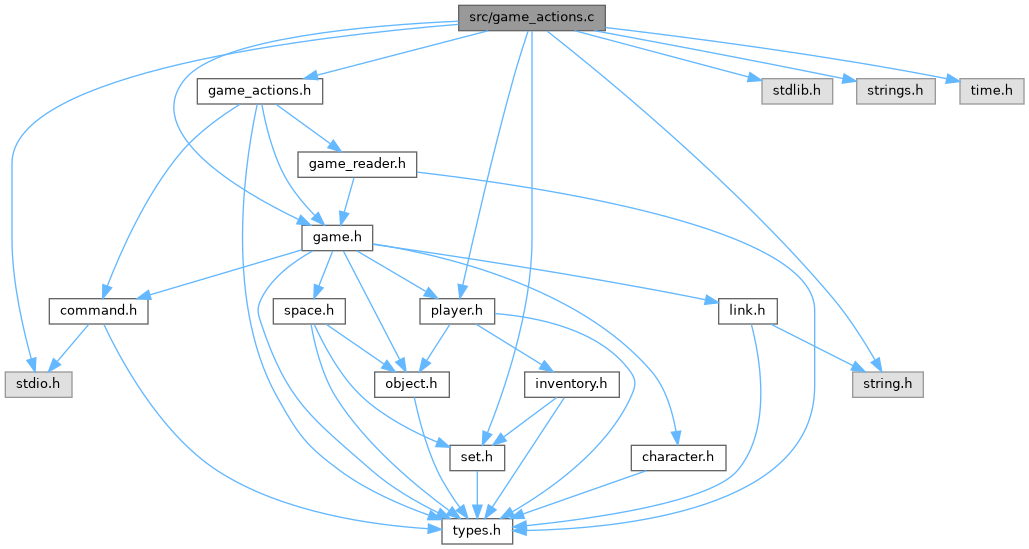 src/game_actions.c
game_actions.h
stdlib.h
strings.h
time.h
game_reader.h
game.h
command.h
space.h
player.h
link.h
stdio.h
object.h
inventory.h
string.h
set.h
character.h
types.h